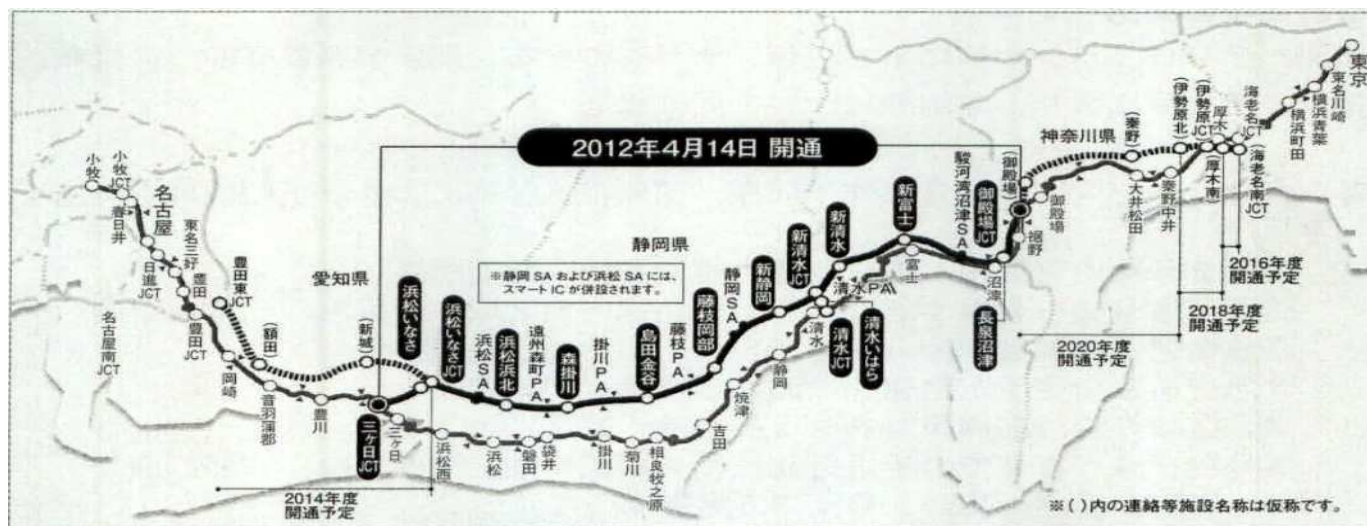 2012年4月14日 開通
東京
東名川崎
横浜青葉
横浜町田
海老名JCT
(海老名南JCT)
厚木
(厚木南)
(伊勢原JCT)
(伊勢原北)
秦野中井
(秦野)
大井松田
神奈川県
御殿場
(御殿場)
御殿場JCT
裾野
駿河湾沼津SA
沼津
長泉沼津
富士
新富士
清水PA
新清水
新清水JCT
清水いはら
清水JCT
清水
新静岡
静岡SA
静岡県
静岡
焼津
藤枝岡部
藤枝PA
吉田
島田金谷
相良牧之原
菊川
掛川PA
掛川
森掛川
遠州森町PA
袋井
磐田
浜松浜北
浜松SA
浜松
浜松いなさJCT
浜松西
浜松いなさ
三ヶ日
三ヶ日JCT
(新城)
愛知県
豊川
音羽蒲郡
(額田)
岡崎
豊田東JCT
豊田JCT
豊田
東名三好
日進JCT
名古屋
名古屋南JCT
春日井
小牧JCT
小牧
※静岡SAおよび浜松SAには、
スマートICが併設されます。
2014年度
開通予定
2016年度
開通予定
2018年度
開通予定
2020年度
開通予定
※( )内の連絡等施設名称は仮称です。